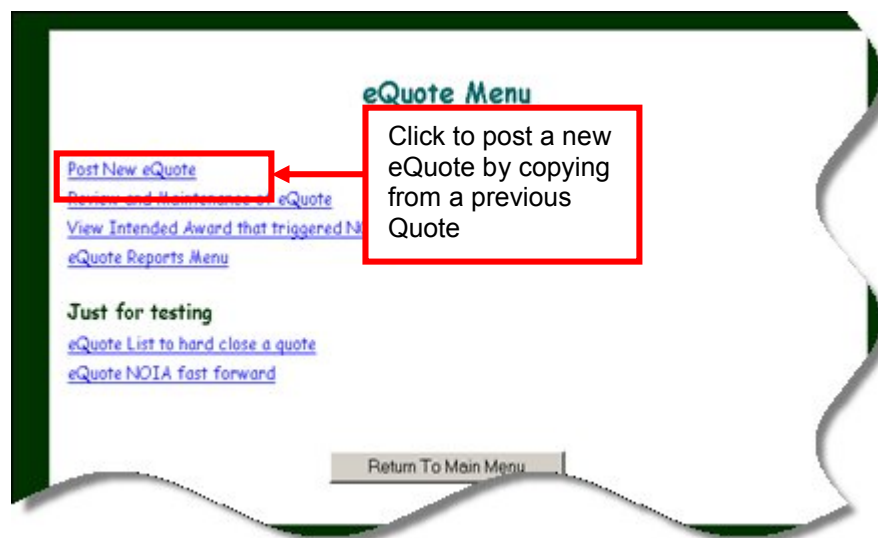 eQuote Menu
Click to post a new
eQuote by copying
from a previous
Quote
Post New eQuote
Review and Maintenance of eQuote
View Intended Award that triggered
eQuote Reports Menu
Just for testing
eQuote List to hard close a quote
eQuote NOIA fast forward
Return To Main Menu